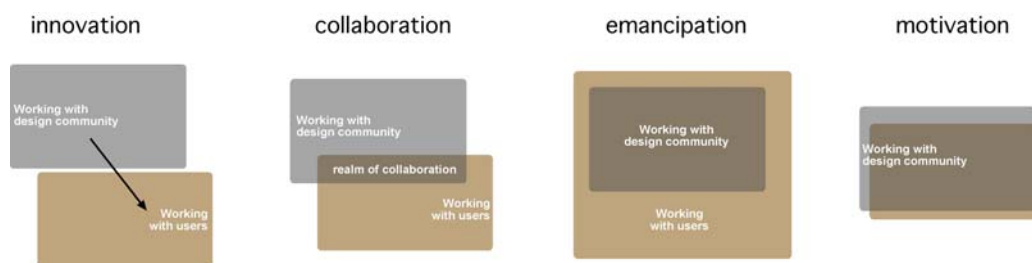 innovation
Working with
design community
Working
with users
collaboration
Working with
design community
realm of collaboration
Working
with users
emancipation
Working with
design community
Working
with users
motivation
Working with
design community